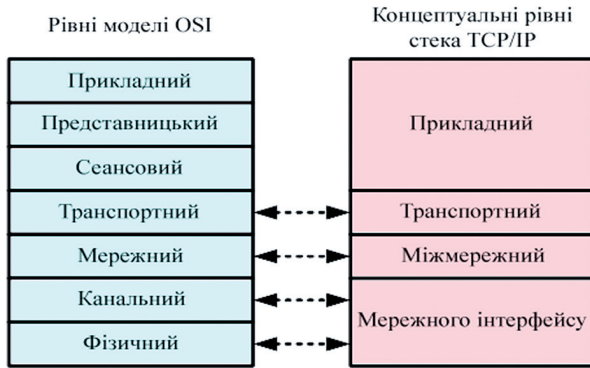 Рівні моделі OSI
Прикладний
Представницький
Сеансовий
Транспортний
Мережний
Канальний
Фізичний
Концептуальні рівні
стека TCP/IP
Прикладний
Транспортний
Міжмережний
Мережного інтерфейсу